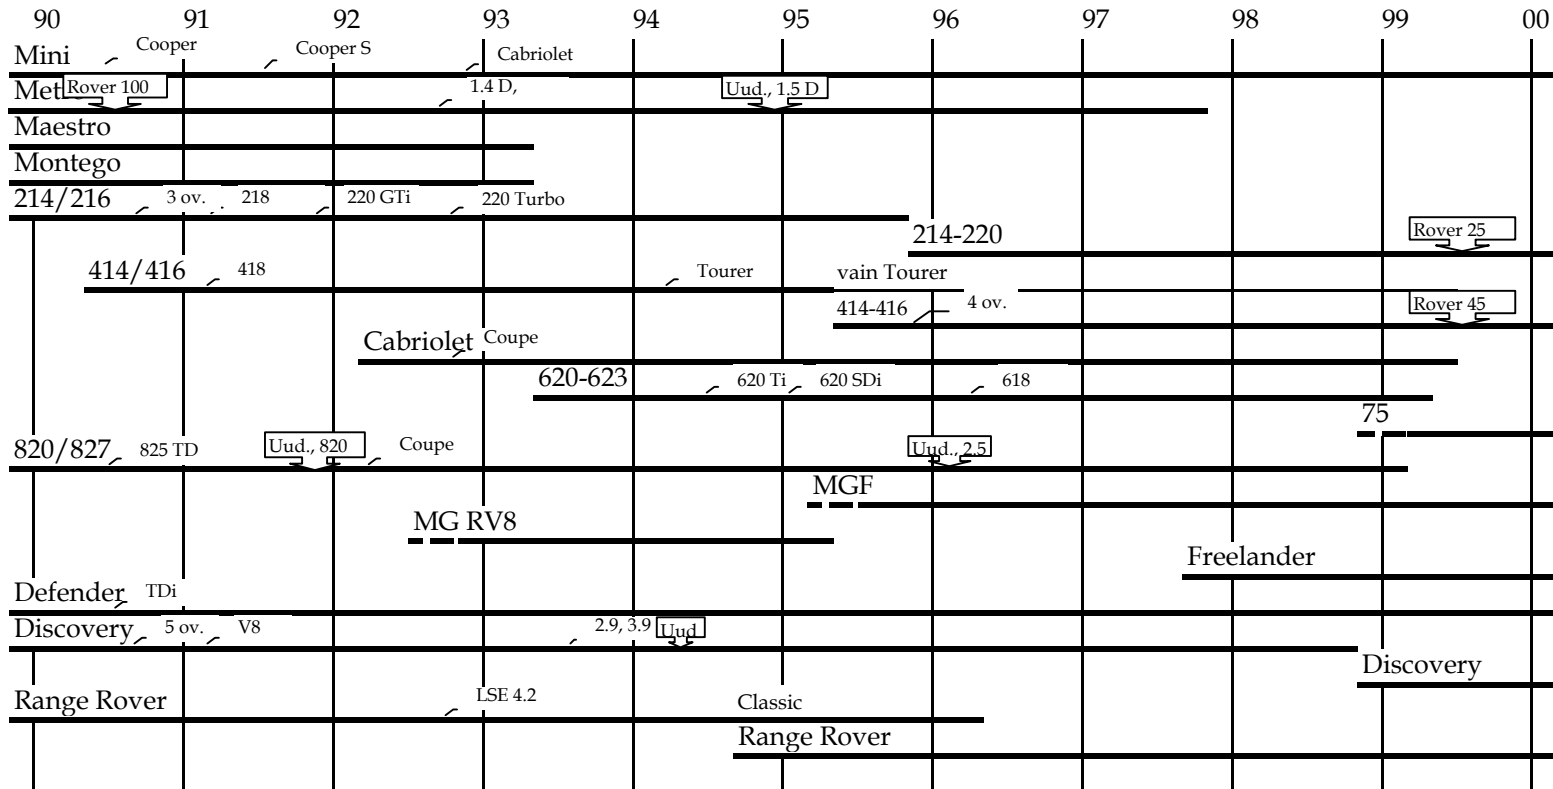 90 91 92 93 94 95 96 97 98 99 00
Mini Cooper Cooper S Cabriolet
Rover 100 1.4 D, Uud., 1.5 D
Maestro
Montego
214/216 3 ov. 218 220 GTi 220 Turbo
214-220 Rover 25
414/416 418 Tourer vain Tourer
414-416 4 ov. Rover 45
Cabriolet Coupe
620-623 620 Ti 620 SDi 618
75
820/827 825 TD Uud., 820 Coupe Uud., 2.5
MGF
MG RV8
Freelander
Defender TDi
Discovery 5 ov. V8 2.9, 3.9 Uud
Discovery
Range Rover LSE 4.2 Classic
Range Rover